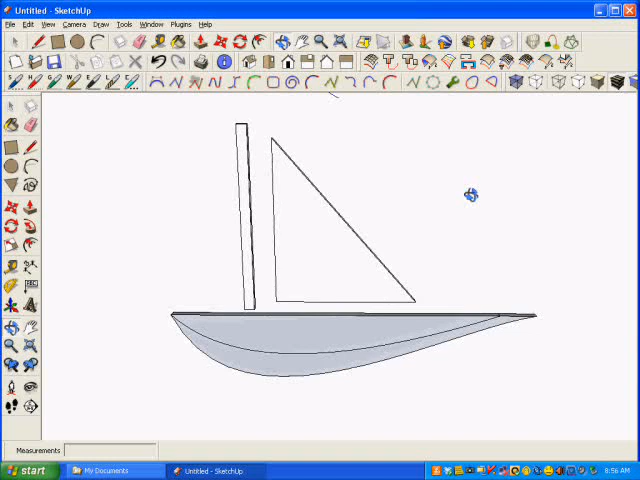 Untitled - SketchUp
File Edit View Camera Draw Tools Window Plugins Help
Measurements
start My Documents Untitled - SketchUp 8:56 AM